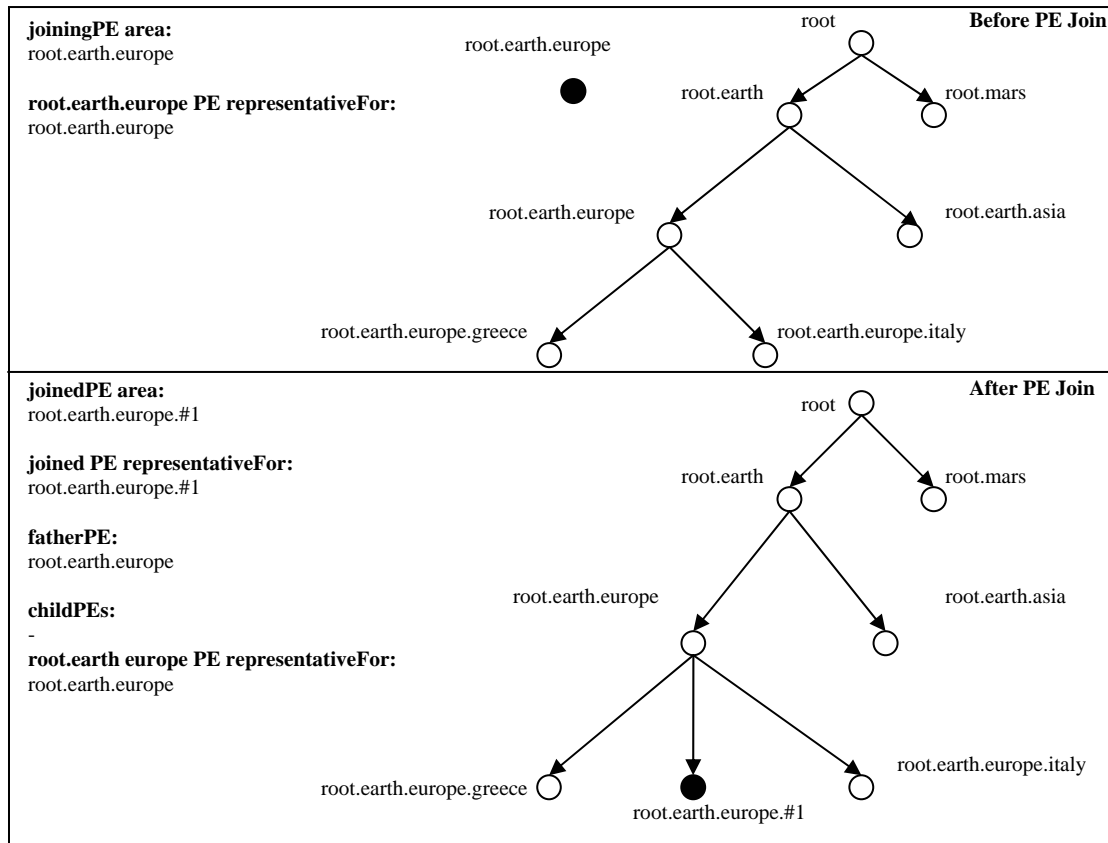 joiningPE area:
root.earth.europe
root.earth.europe PE representativeFor:
root.earth.europe
Before PE Join
root
root.earth.europe
root.earth
root.mars
root.earth.europe
root.earth.asia
root.earth.europe.greece
root.earth.europe.italy
joinedPE area:
root.earth.europe.#1
joined PE representativeFor:
root.earth.europe.#1
fatherPE:
root.earth.europe
childPEs:
-
root.earth europe PE representativeFor:
root.earth.europe
After PE Join
root
root.earth
root.mars
root.earth.europe
root.earth.asia
root.earth.europe.greece
root.earth.europe.#1
root.earth.europe.italy